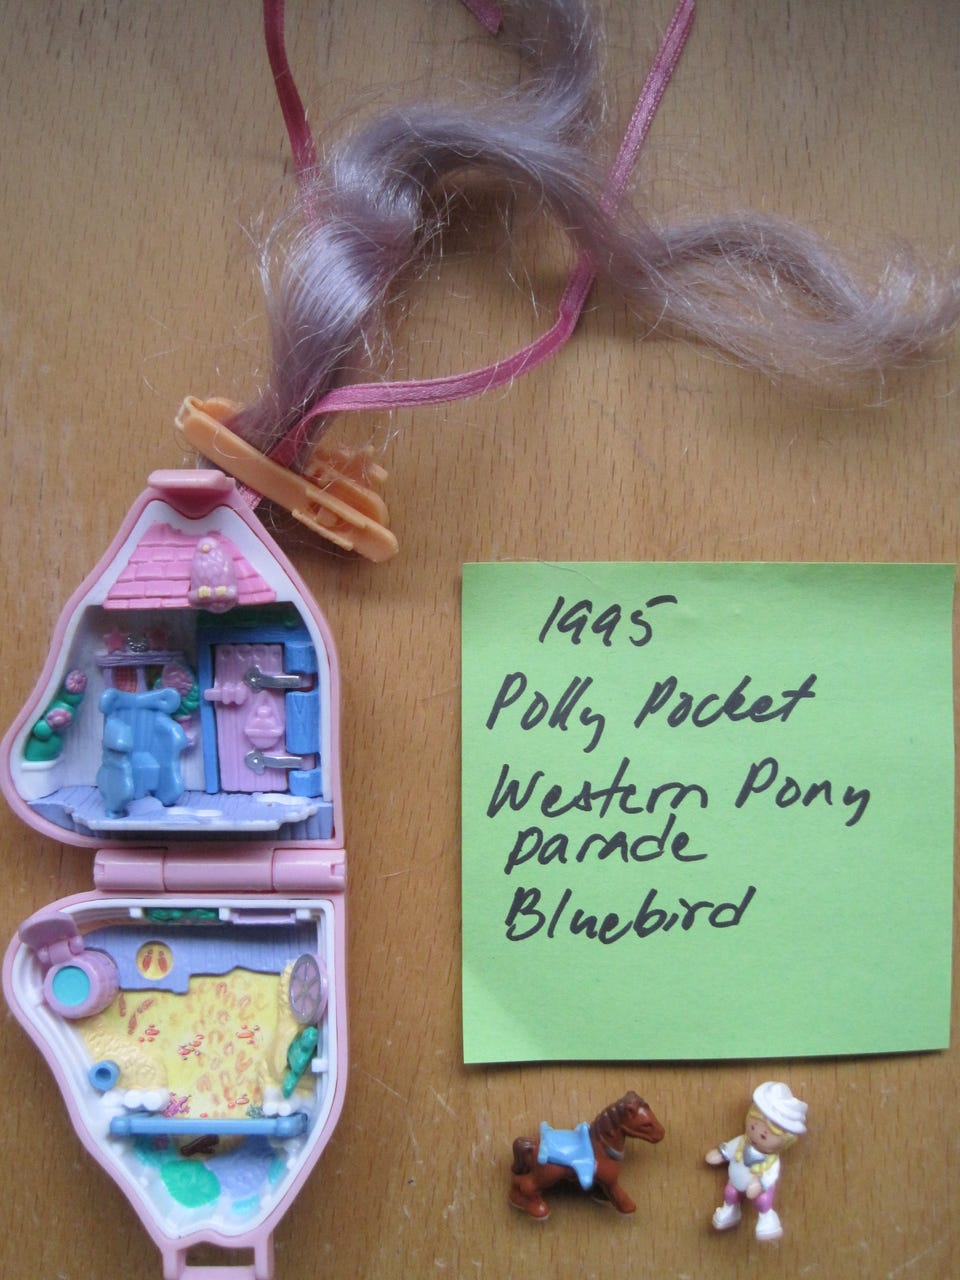 1995
Polly Pocket
Western Pony
parade
Bluebird